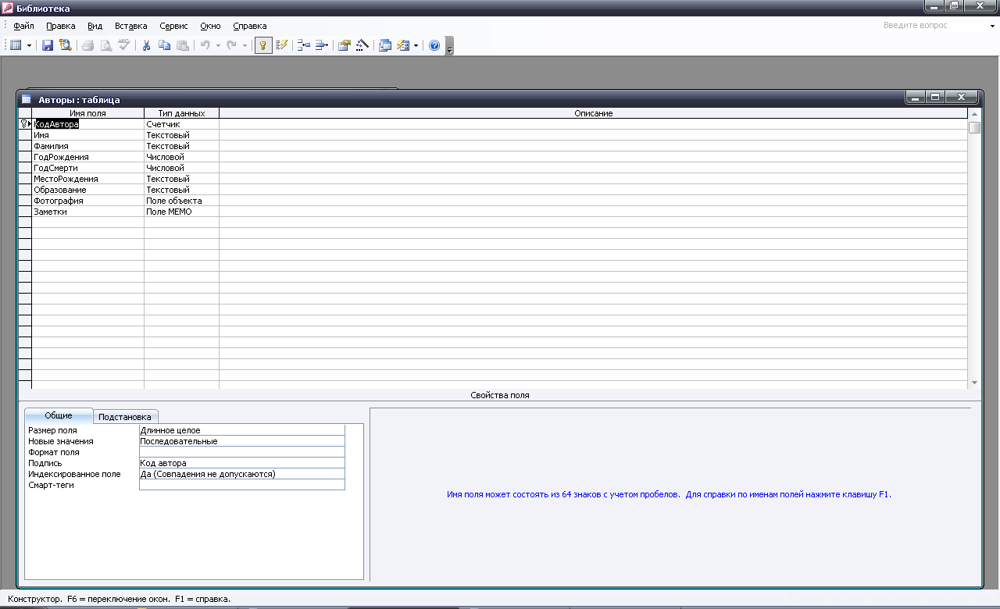 Библиотека
Файл Правка Вид Вставка Сервис Окно Справка Введите вопрос
Авторы : таблица
Имя поля Тип данных Описание
КодАвтора Счетчик
Имя Текстовый
Фамилия Текстовый
ГодРождения Числовой
ГодСмерти Числовой
МестоРождения Текстовый
Образование Текстовый
Фотография Поле объекта
Заметки Поле МЕМО
Свойства поля
Общие Подстановка
Размер поля Длинное целое
Новые значения Последовательные
Формат поля
Подпись Код автора
Индексированное поле Да (Совпадения не допускаются)
Смарт-теги
Имя поля может состоять из 64 знаков с учетом пробелов. Для справки по именам полей нажмите клавишу F1.
Конструктор. F6 = переключение окон. F1 = справка.